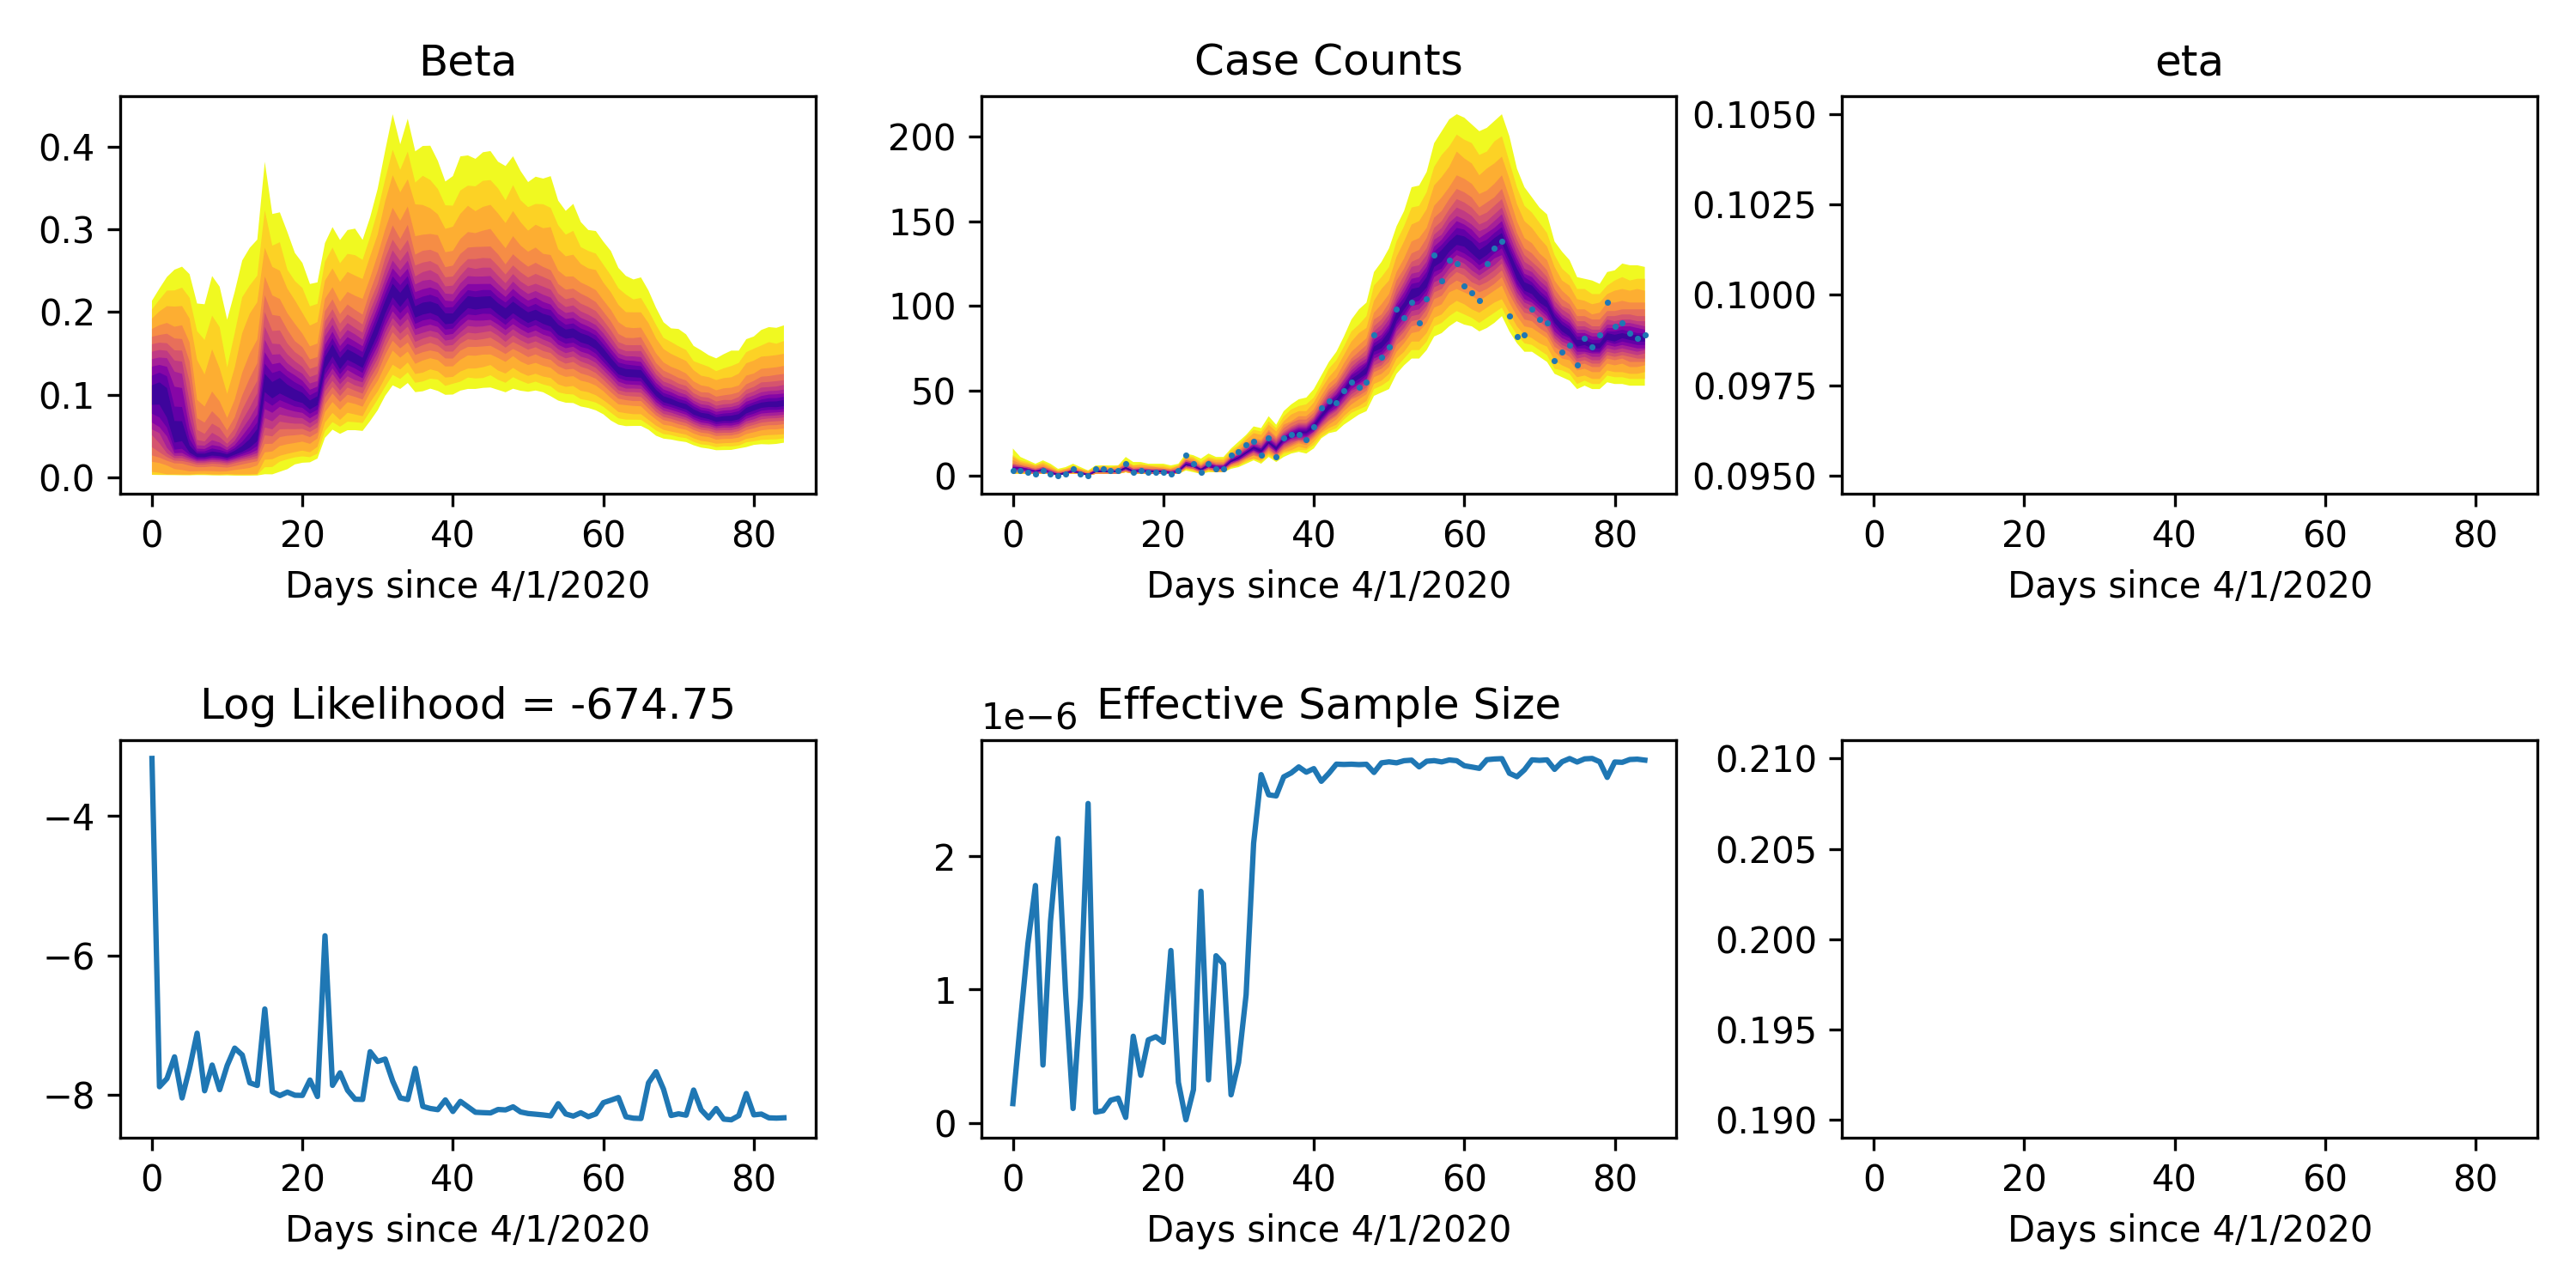 Beta
0.4
0.3
0.2
0.1
0.0
0 20 40 60 80
Days since 4/1/2020
Case Counts
200
150
100
50
0
0 20 40 60 80
Days since 4/1/2020
eta
0.1050
0.1025
0.1000
0.0975
0.0950
0 20 40 60 80
Days since 4/1/2020
Log Likelihood = -674.75
−4
−6
−8
0 20 40 60 80
Days since 4/1/2020
Effective Sample Size
1e−6
2
1
0
0 20 40 60 80
Days since 4/1/2020
0.210
0.205
0.200
0.195
0.190
0 20 40 60 80
Days since 4/1/2020